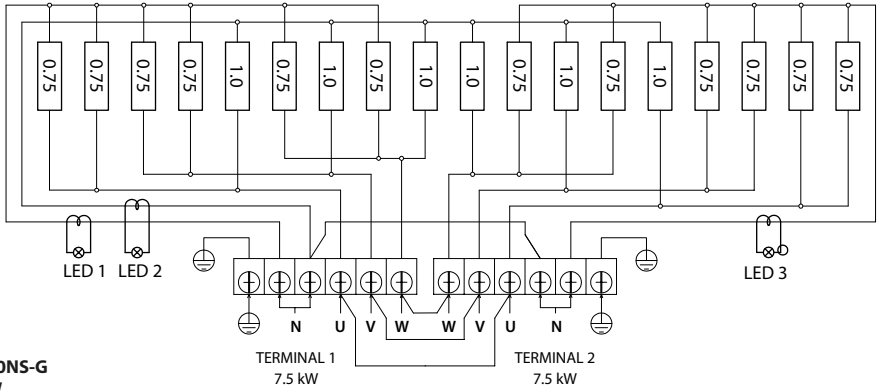 0.75 0.75 0.75 0.75 1.0 0.75 1.0 0.75 1.0 1.0 0.75 1.0 0.75 1.0 0.75 0.75 0.75 0.75
LED 1 LED 2 LED 3
N U V W W V U N
TERMINAL 1
7.5 kW
TERMINAL 2
7.5 kW
0NS-G